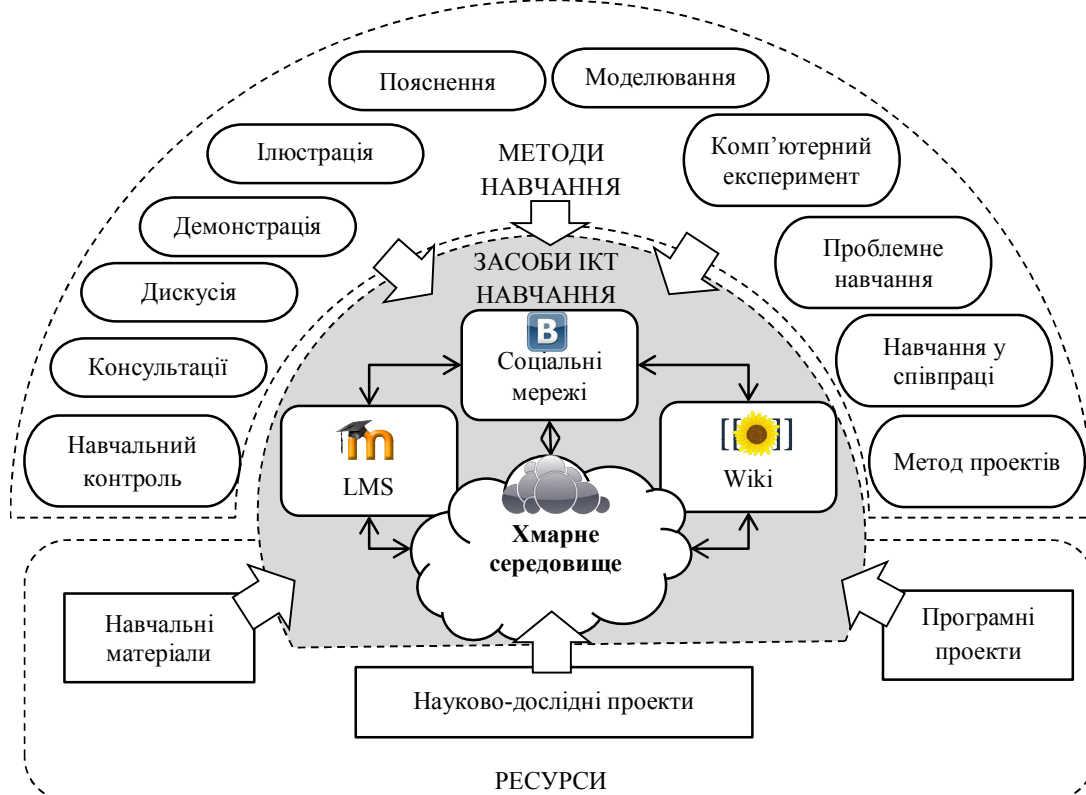 Пояснення
Моделювання
Ілюстрація
МЕТОДИ
НАВЧАННЯ
Комп’ютерний
експеримент
Демонстрація
Проблемне
навчання
Дискусія
ЗАСОБИ ІКТ
НАВЧАННЯ
В
Соціальні
мережі
Консультації
Навчання у
співпраці
Навчальний
контроль
m
LMS
[[ ]]
Wiki
Метод проектів
Хмарне
середовище
Навчальні
матеріали
Програмні
проекти
Науково-дослідні проекти
РЕСУРСИ